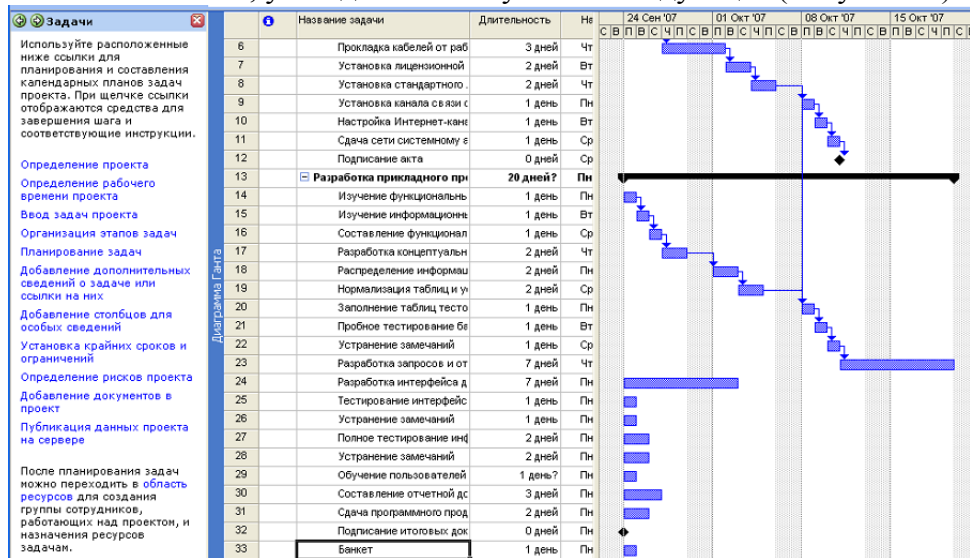 Задачи
Используйте расположенные
ниже ссылки для
планирования и составления
календарных планов задач
проекта. При щелчке ссылки
отображаются средства для
завершения шага и
соответствующие инструкции.
Определение проекта
Определение рабочего
времени проекта
Ввод задач проекта
Организация этапов задач
Планирование задач
Добавление дополнительных
сведений о задаче или
ссылки на них
Добавление столбцов для
особых сведений
Установка крайних сроков и
ограничений
Определение рисков проекта
Добавление документов в
проект
Публикация данных проекта
на сервере
После планирования задач
можно переходить в область
ресурсов для создания
группы сотрудников,
работающих над проектом, и
назначения ресурсов
задачам.
Диаграмма Ганта
Название задачи Длительность На
24 Сен '07 01 Окт '07 08 Окт '07 15 Окт '07
С В П В С Ч П С В П В С Ч П С В П В С Ч П С В П В С Ч П С
6 Прокладка кабелей от раб 3 дней Чт
7 Установка лицензионной 2 дней Вт
8 Установка стандартного 2 дней Чт
9 Установка канала связи с 1 день Пн
10 Настройка Интернет-кана 1 день Вт
11 Сдача сети системному а 1 день Ср
12 Подписание акта 0 дней Ср
13 Разработка прикладного пр 20 дней? Пн
14 Изучение функциональн 1 день Пн
15 Изучение информационн 1 день Вт
16 Составление функционал 1 день Ср
17 Разработка концептуальн 2 дней Чт
18 Распределение информац 2 дней Пн
19 Нормализация таблиц и у 2 дней Ср
20 Заполнение таблиц тесто 1 день Пн
21 Пробное тестирование ба 1 день Вт
22 Устранение замечаний 1 день Ср
23 Разработка запросов и от 7 дней Чт
24 Разработка интерфейса д 7 дней Пн
25 Тестирование интерфейс 1 день Пн
26 Устранение замечаний 1 день Пн
27 Полное тестирование инф 2 дней Пн
28 Устранение замечаний 2 дней Пн
29 Обучение пользователей 1 день? Пн
30 Составление отчетной до 3 дней Пн
31 Сдача программного прод 2 дней Пн
32 Подписание итоговых док 0 дней Пн
33 Банкет 1 день Пн